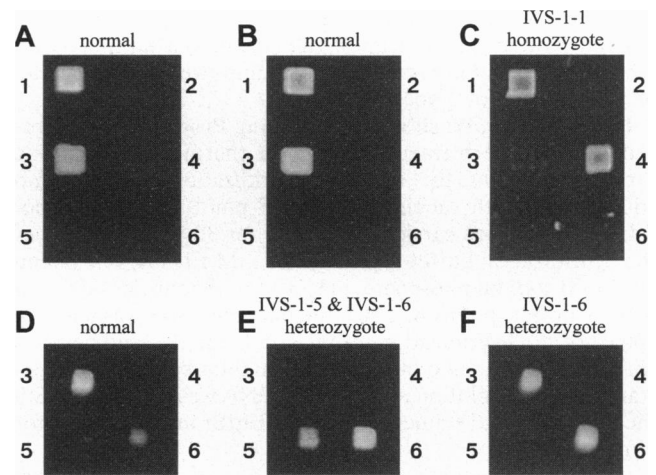 A normal
B normal
C IVS-1-1
homozygote
1 2
3 4
5 6
1 2
3 4
5 6
1 2
3 4
5 6
D normal
E IVS-1-5 & IVS-1-6
heterozygote
F IVS-1-6
heterozygote
3 4
5 6
3 4
5 6
3 4
5 6